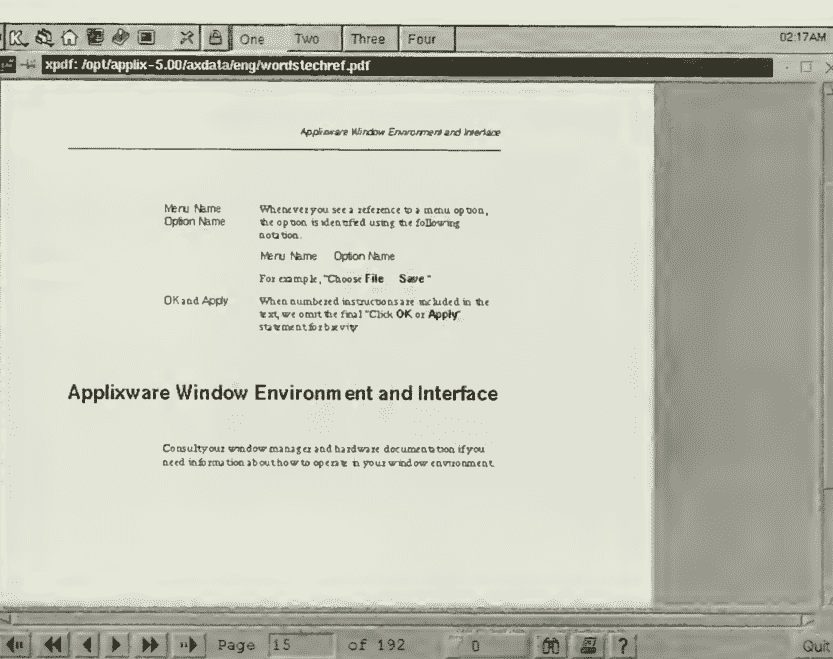 One Two Three Four 02:17AM
xpdf: /opt/applix-5.00/axdata/eng/wordstechref.pdf
Applixware Window Environment and Interface
Menu Name
Option Name
Whenever you see a reference to a menu option,
the option is identified using the following
notation.
Menu Name Option Name
For example, "Choose File Save"
OK and Apply
When numbered instructions are included in the
text, we omit the final "Click OK or Apply"
statement for brevity
Applixware Window Environment and Interface
Consult your window manager and hardware documentation if you
need information about how to operate in your window environment.
Page 15 of 192 0 ? Quit